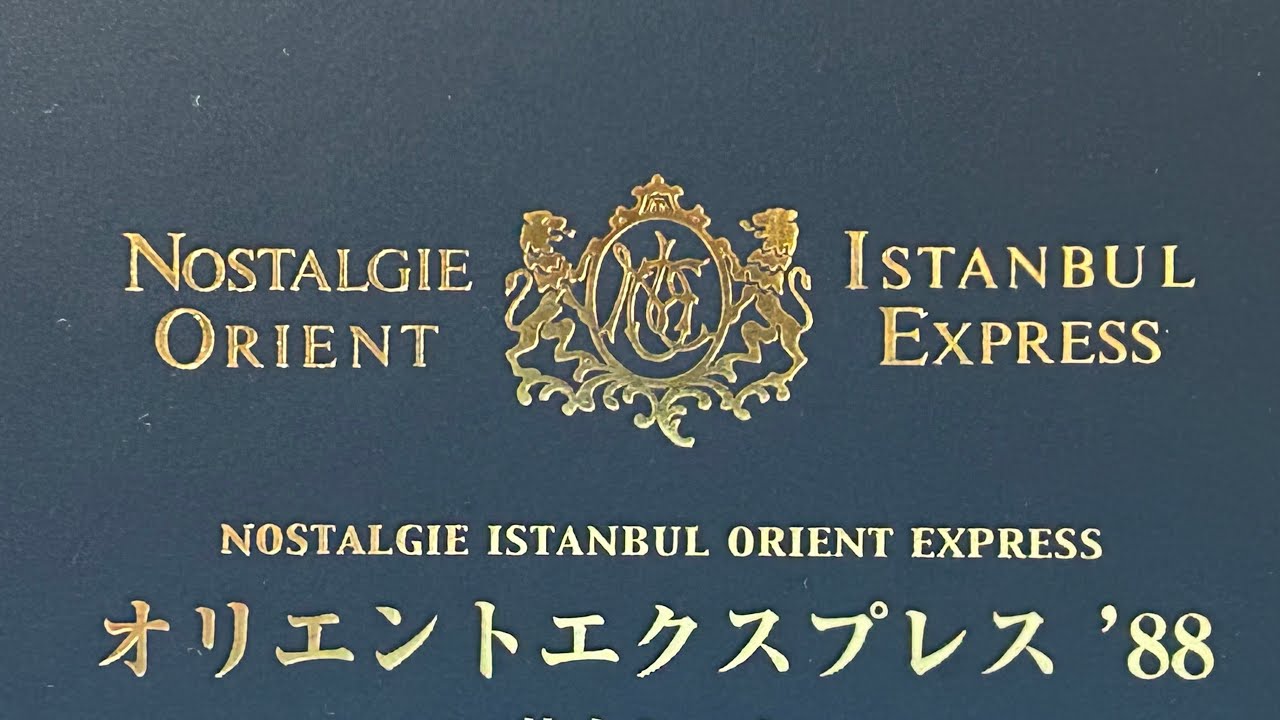 NOSTALGIE ISTANBUL
ORIENT EXPRESS
NOSTALGIE ISTANBUL ORIENT EXPRESS
オリエントエクスプレス ’88